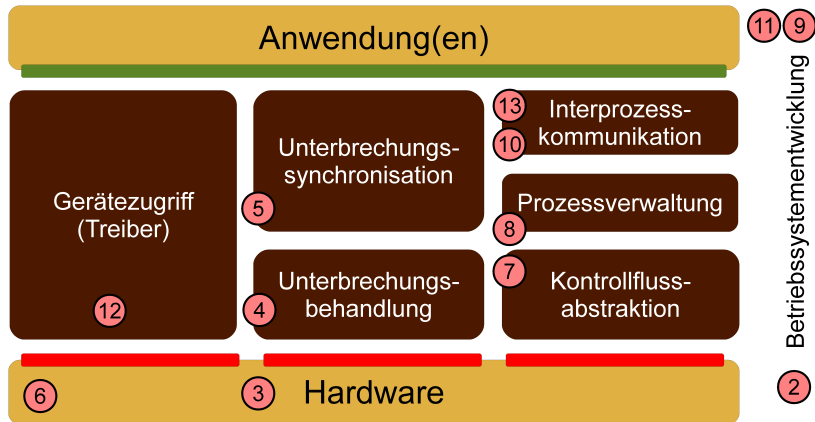 Anwendung(en)
11
9
Gerätezugriff
(Treiber)
12
Unterbrechungs-
synchronisation
5
Unterbrechungs-
behandlung
4
13
Interprozess-
kommunikation
10
Prozessverwaltung
8
7
Kontrollfluss-
abstraktion
Betriebssystementwicklung
2
6
3
Hardware